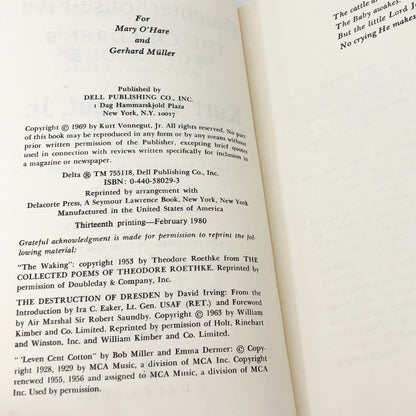 For
Mary O'Hare
and
Gerhard Müller
Published by
DELL PUBLISHING CO., INC.
1 Dag Hammarskjold Plaza
New York, N.Y. 10017
Copyright © 1969 by Kurt Vonnegut, Jr. All rights reserved. No part
of this book may be reproduced in any form or by any means without
prior written permission of the Publisher, excepting brief quotes
used in connection with reviews written specifically for inclusion in
a magazine or newspaper.
Delta ® TM 755118, Dell Publishing Co., Inc.
ISBN: 0-440-58029-3
Reprinted by arrangement with
Delacorte Press, A Seymour Lawrence Book, New York, New York
Manufactured in the United States of America
Thirteenth printing—February 1980
Grateful acknowledgment is made for permission to reprint the fol-
lowing material:
"The Waking": copyright 1953 by Theodore Roethke from THE
COLLECTED POEMS OF THEODORE ROETHKE. Reprinted by
permission of Doubleday & Company, Inc.
THE DESTRUCTION OF DRESDEN by David Irving: From the
Introduction by Ira C. Eaker, Lt. Gen. USAF (RET.) and Foreword
by Air Marshal Sir Robert Saundby. Copyright © 1963 by William
Kimber and Co. Limited. Reprinted by permission of Holt, Rinehart
and Winston, Inc. and William Kimber and Co. Limited.
"'Leven Cent Cotton" by Bob Miller and Emma Dermer: © Copy-
right 1928, 1929 by MCA Music, a division of MCA Inc. Copyright
renewed 1955, 1956 and assigned to MCA Music, a division of MCA
Inc. Used by permission.
The cattle a
The Baby awakes.
But the little Lord J
No crying He makes